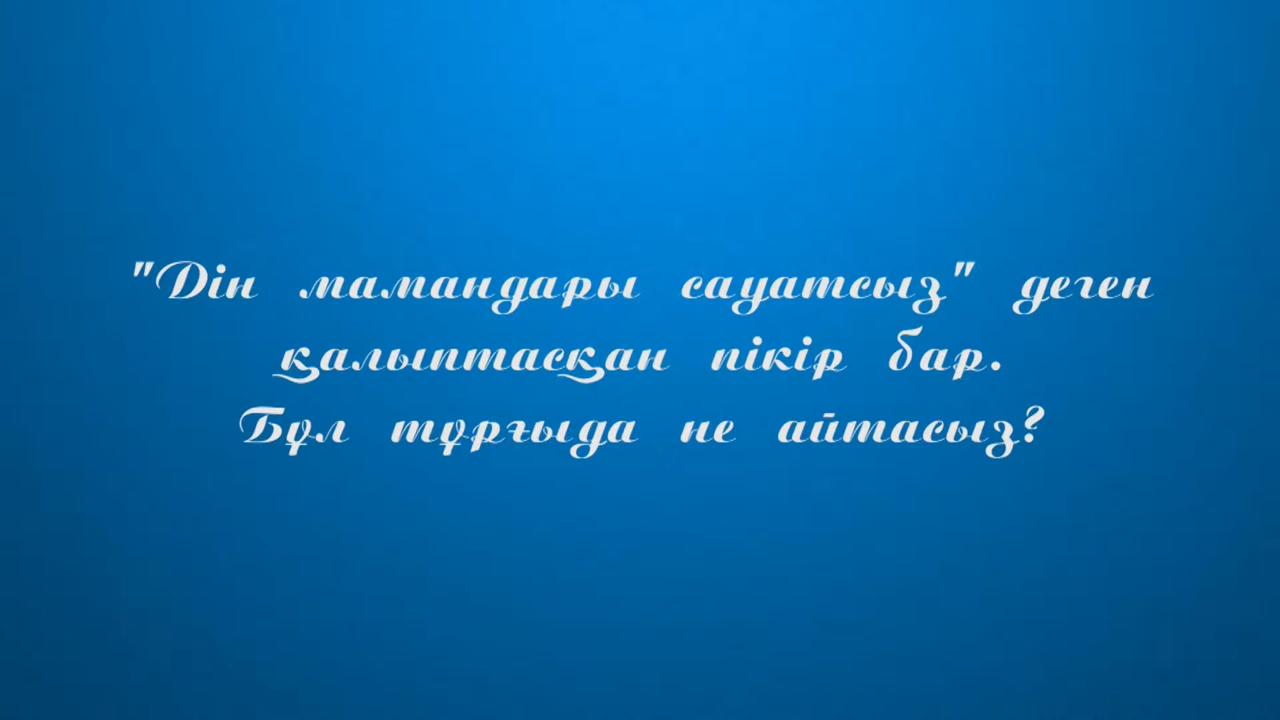 "Дін мамандары сауатсыз" деген
қалыптасқан пікір бар.
Бұл тұрғыда не айтасыз?